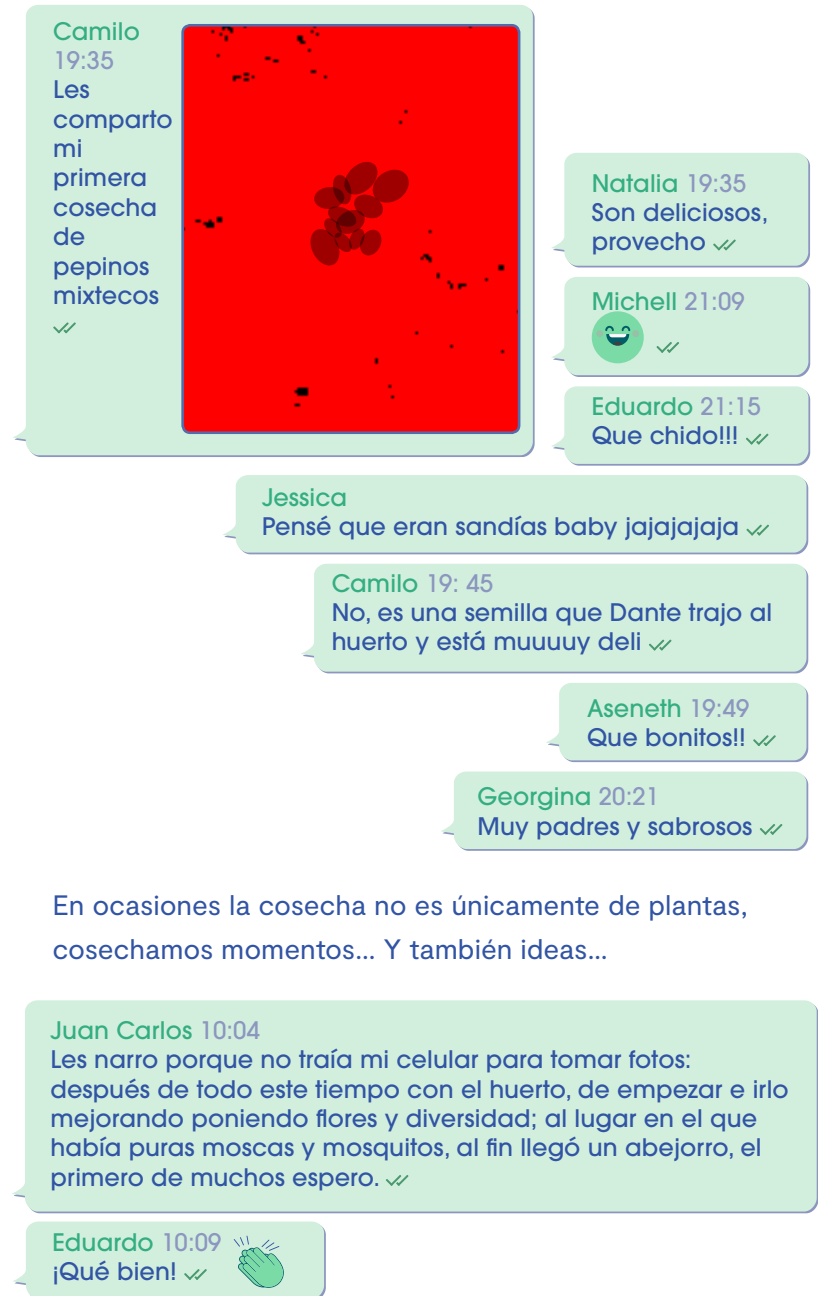 Camilo
19:35
Les
comparto
mi
primera
cosecha
de
pepinos
mixtecos
Natalia 19:35
Son deliciosos,
provecho
Michell 21:09
Eduardo 21:15
Que chido!!!
Jessica
Pensé que eran sandías baby jajajajaja
Camilo 19: 45
No, es una semilla que Dante trajo al
huerto y está muuuuy deli
Aseneth 19:49
Que bonitos!!
Georgina 20:21
Muy padres y sabrosos
En ocasiones la cosecha no es únicamente de plantas,
cosechamos momentos... Y también ideas...
Juan Carlos 10:04
Les narro porque no traía mi celular para tomar fotos:
después de todo este tiempo con el huerto, de empezar e irlo
mejorando poniendo flores y diversidad; al lugar en el que
había puras moscas y mosquitos, al fin llegó un abejorro, el
primero de muchos espero.
Eduardo 10:09
¡Qué bien!